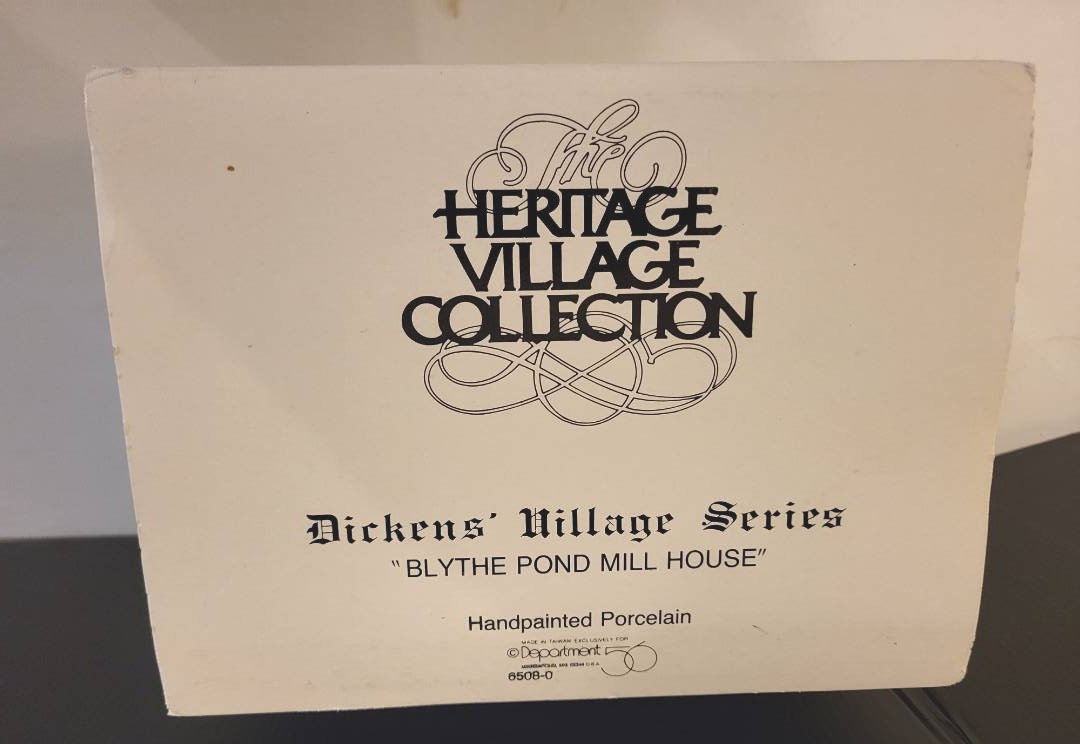 The
HERITAGE
VILLAGE
COLLECTION
Dickens' Village Series
"BLYTHE POND MILL HOUSE"
Handpainted Porcelain
MADE IN TAIWAN EXCLUSIVELY FOR
© Department 56
U.S.A.
6508-0